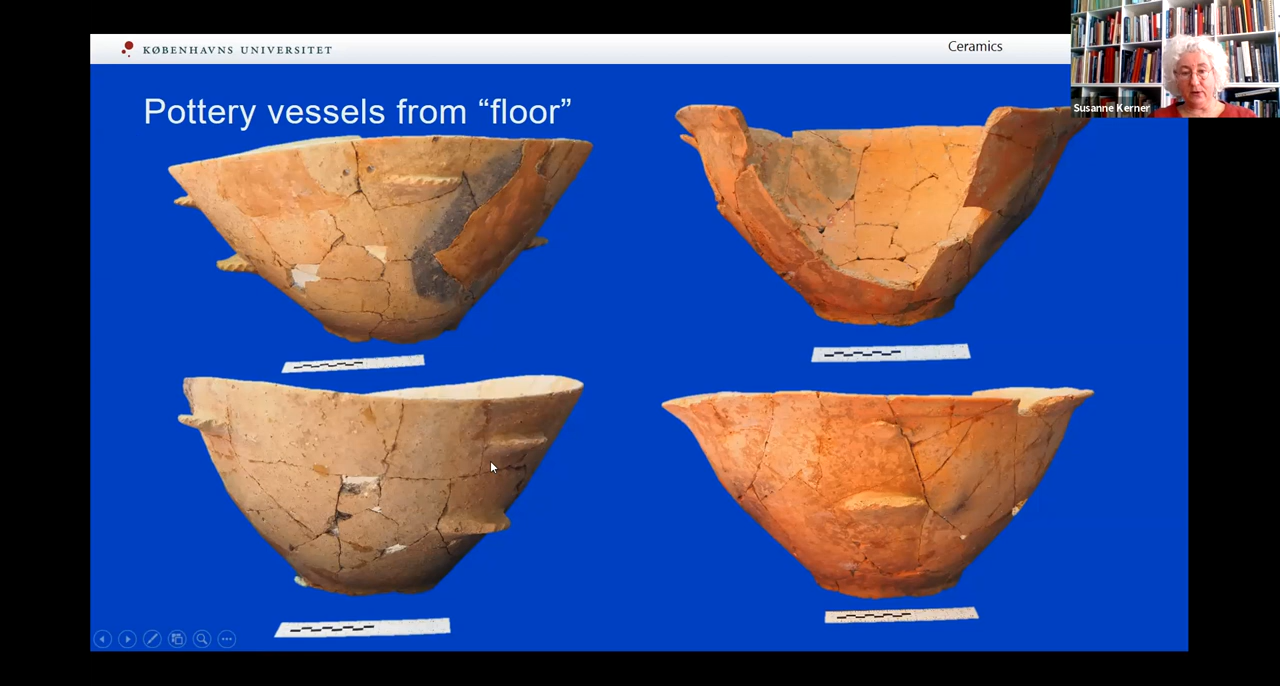 KØBENHAVNS UNIVERSITET
Ceramics
Susanne Kerner
Pottery vessels from “floor”